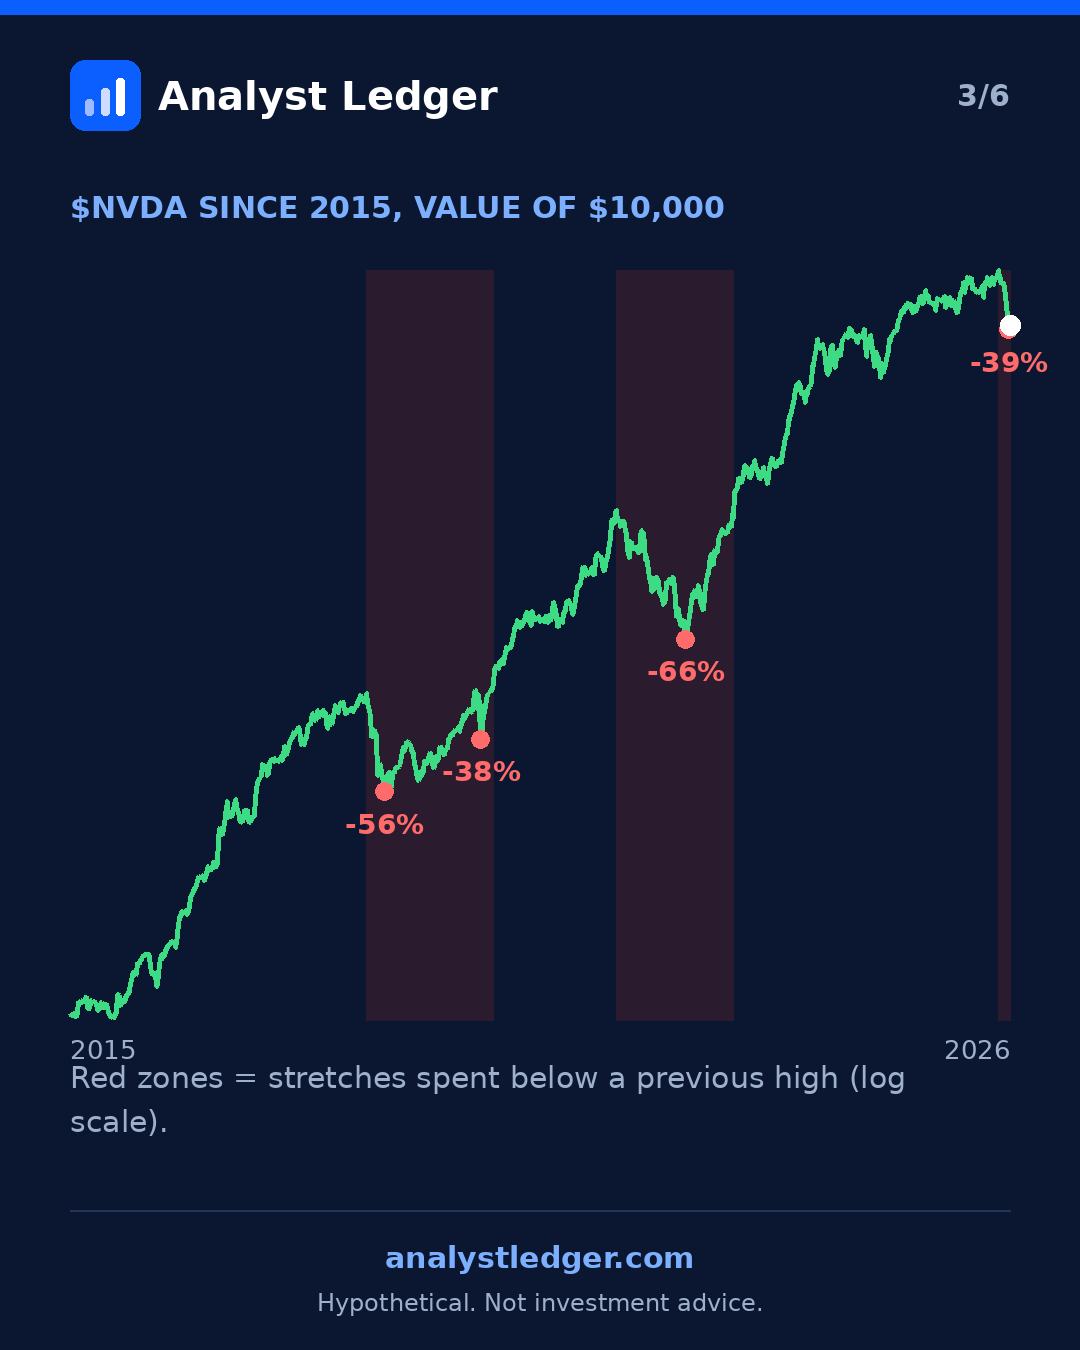 Analyst Ledger
3/6
$NVDA SINCE 2015, VALUE OF $10,000
-39%
-66%
-38%
-56%
2015
2026
Red zones = stretches spent below a previous high (log
scale).
analystledger.com
Hypothetical. Not investment advice.